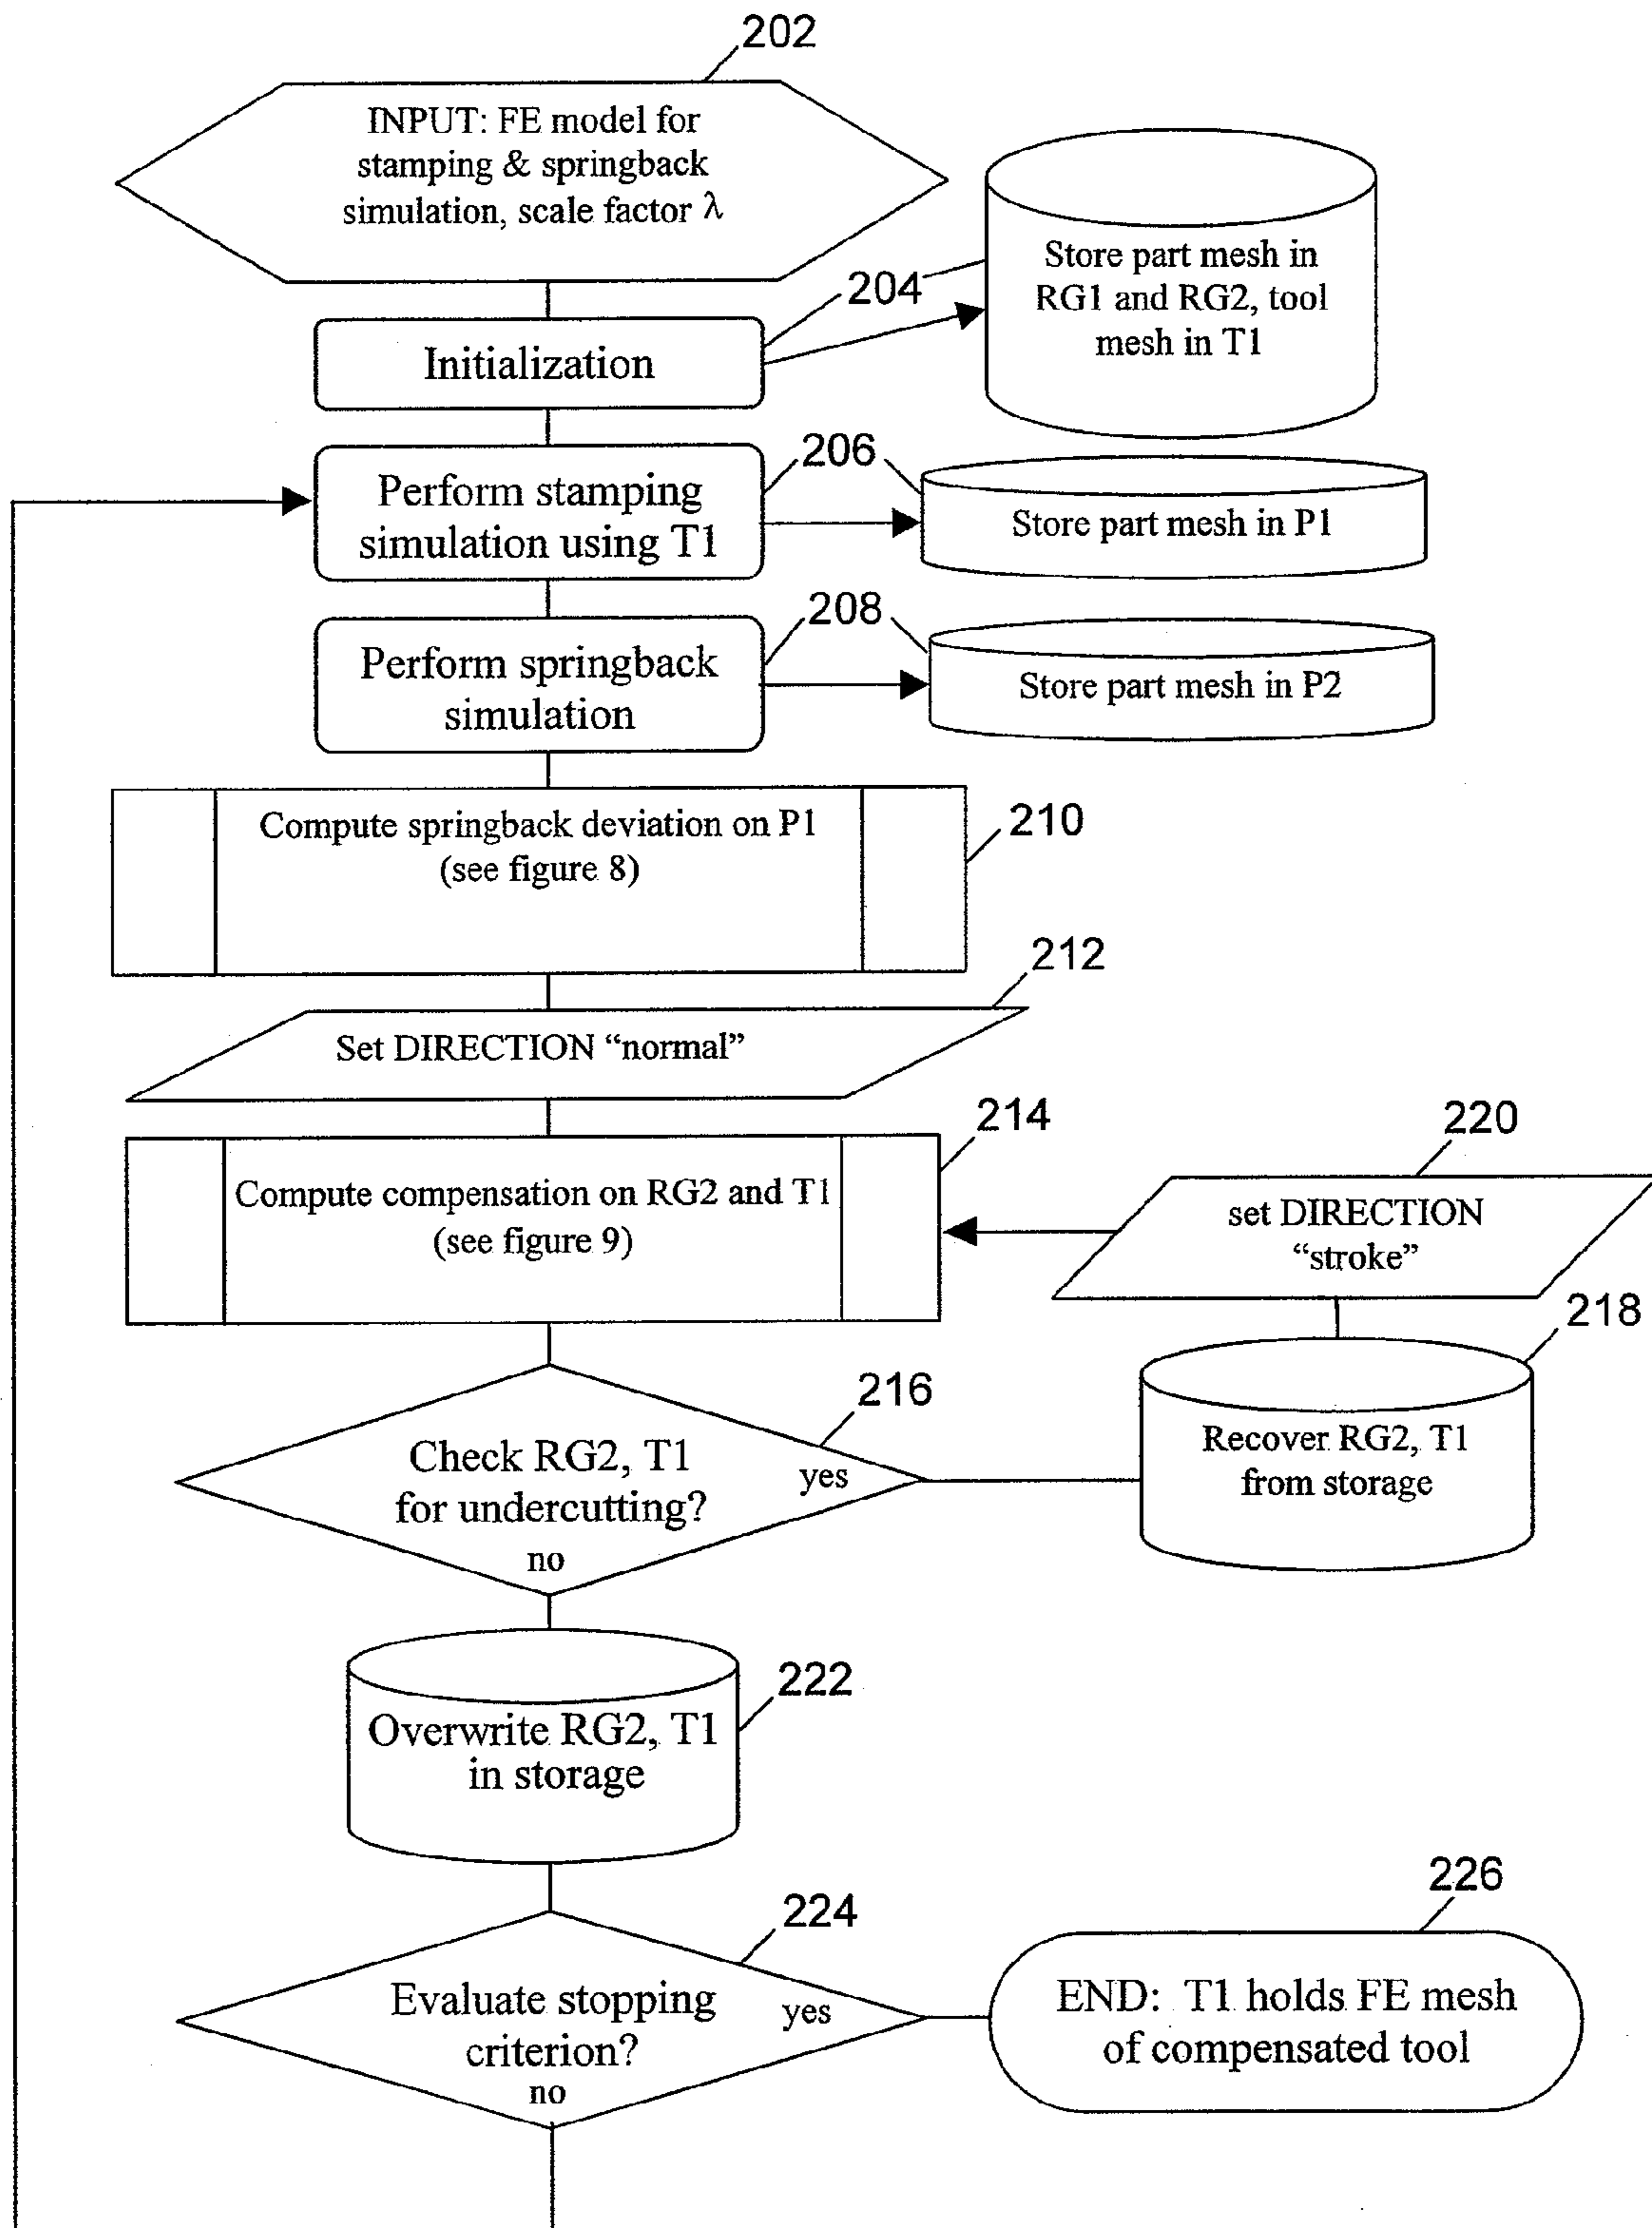 202
INPUT: FE model for
stamping & springback
simulation, scale factor λ
204
Store part mesh in
RG1 and RG2, tool
mesh in T1
Initialization
206
Perform stamping
simulation using T1
Store part mesh in P1
208
Perform springback
simulation
Store part mesh in P2
Compute springback deviation on P1
(see figure 8)
210
212
Set DIRECTION “normal”
214
Compute compensation on RG2 and T1
(see figure 9)
220
set DIRECTION
“stroke”
218
216
Check RG2, T1
for undercutting?
yes
no
Recover RG2, T1
from storage
222
Overwrite RG2, T1
in storage
224
Evaluate stopping
criterion?
yes
no
226
END: T1 holds FE mesh
of compensated tool